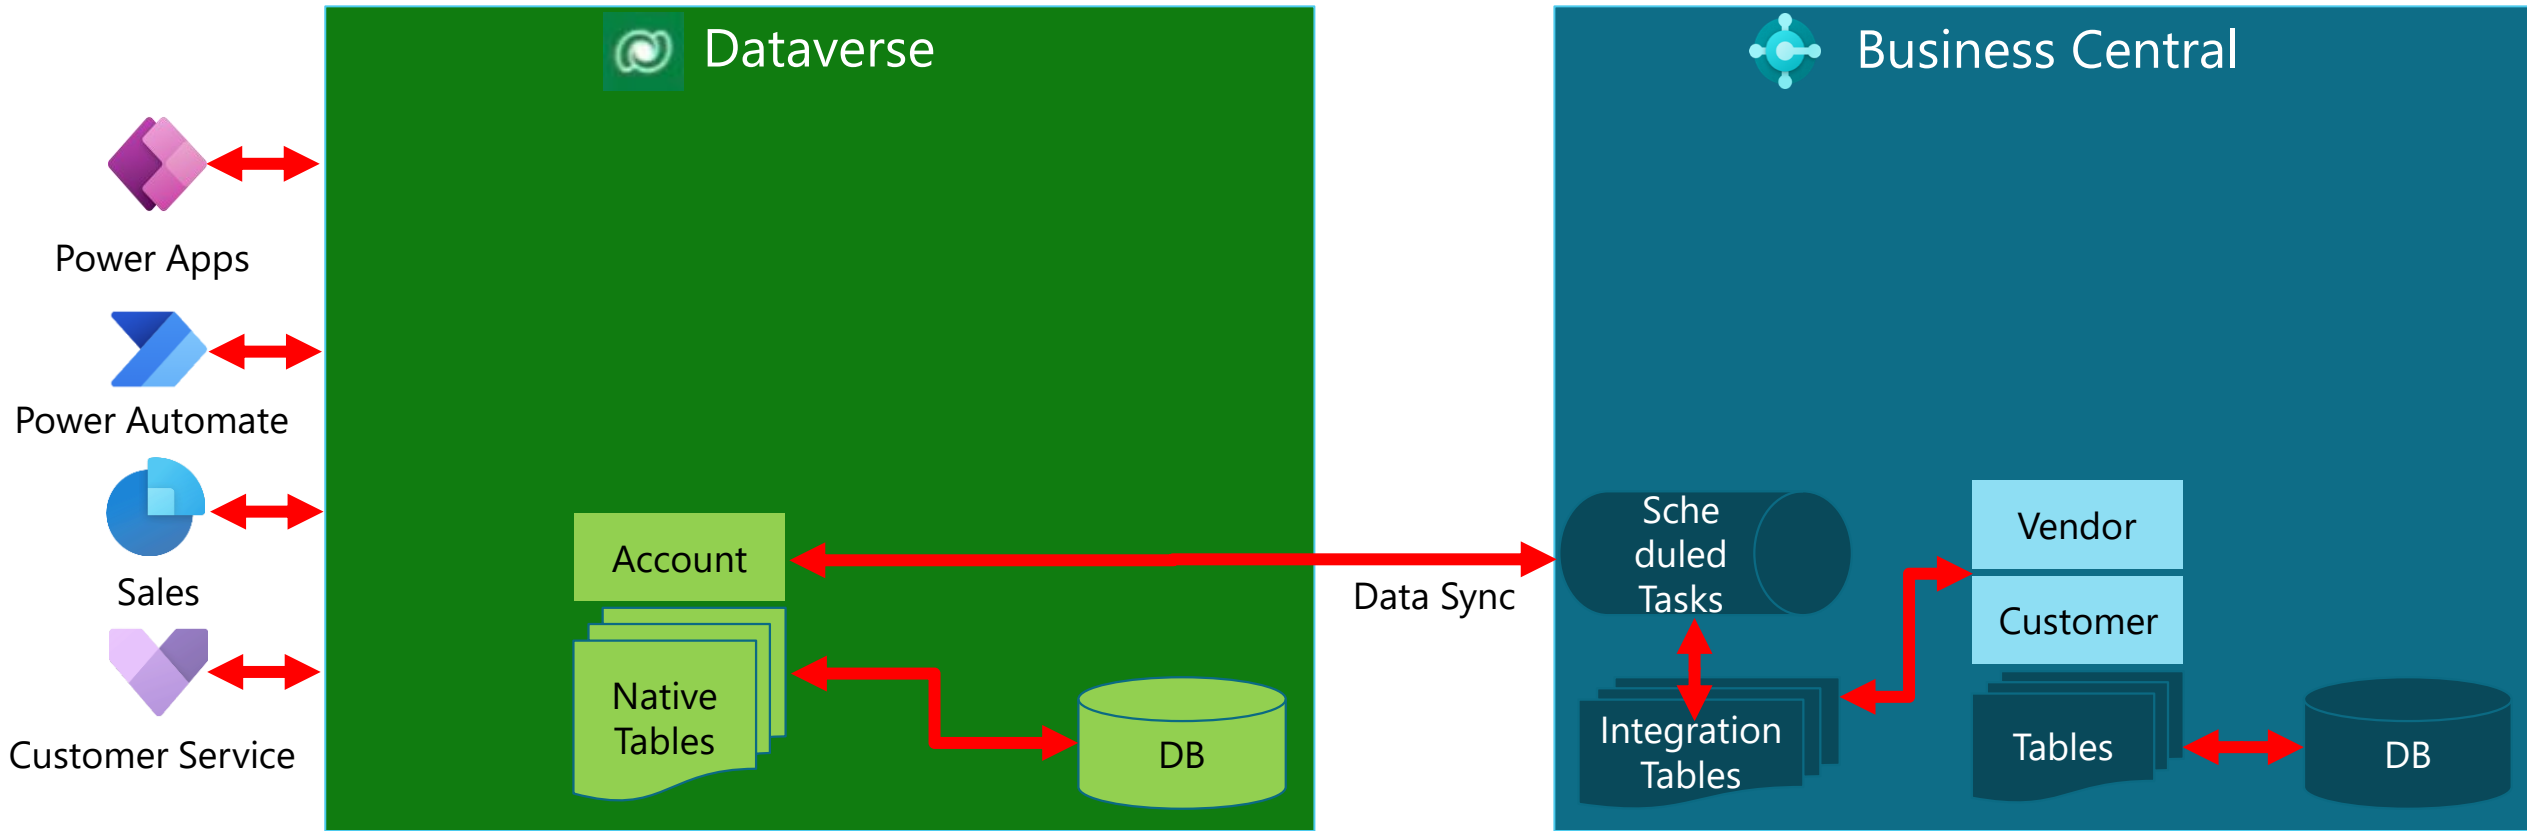 Dataverse
Business Central
Power Apps
Power Automate
Sales
Customer Service
Account
Native
Tables
DB
Data Sync
Sche
duled
Tasks
Integration
Tables
Vendor
Customer
Tables
DB